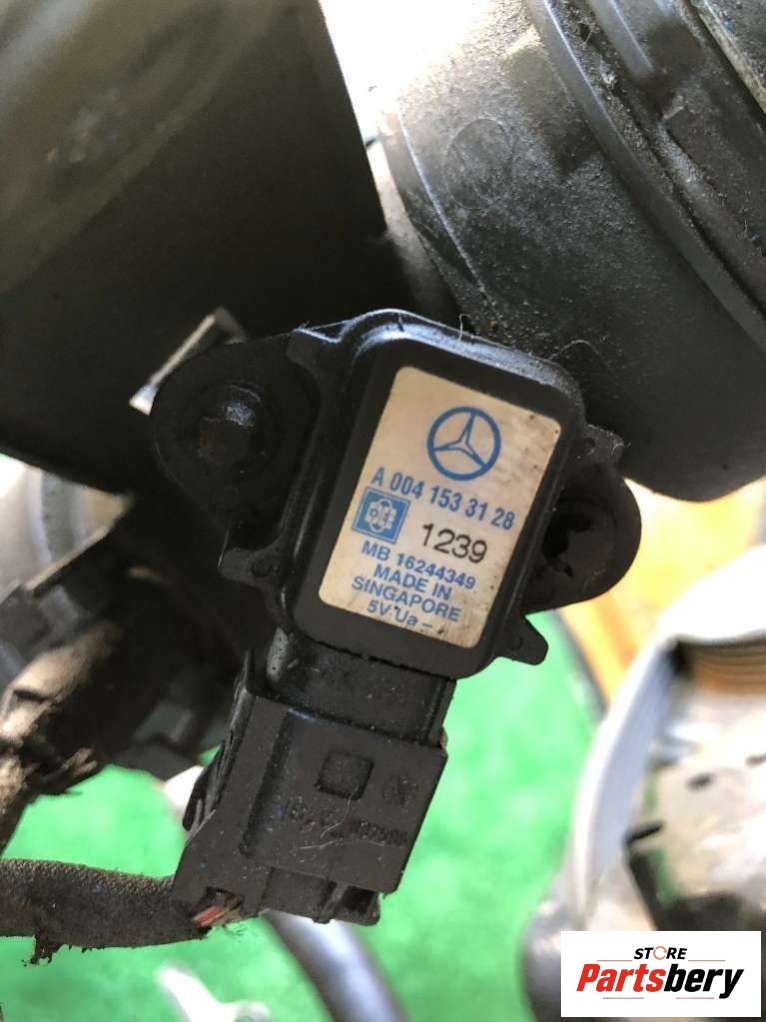 A 004 153 31 28
1239
MB 16244349
MADE IN
SINGAPORE
5V Ua –
STORE
Partsbery